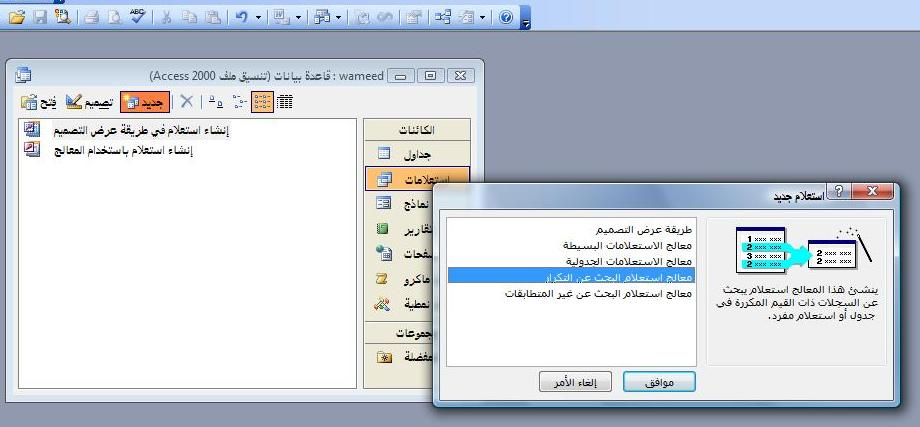 ABC
wameed : قاعدة بيانات (تنسيق ملف Access 2000)
فتح تصميم جديد
الكائنات
إنشاء استعلام في طريقة عرض التصميم
إنشاء استعلام باستخدام المعالج
جداول
استعلامات
نماذج
تقارير
صفحات
ماكرو
نمطية
جموعات
مفضلة
استعلام جديد
طريقة عرض التصميم
معالج الاستعلامات البسيطة
معالج الاستعلامات الجدولية
معالج استعلام البحث عن التكرار
معالج استعلام البحث عن غير المتطابقات
1 xxx xxx
2 xxx xxx
3 xxx xxx
2 xxx xxx
2 xxx xxx
2 xxx xxx
ينشئ هذا المعالج استعلام يبحث
عن السجلات ذات القيم المكررة في
جدول أو استعلام مفرد.
موافق
إلغاء الأمر